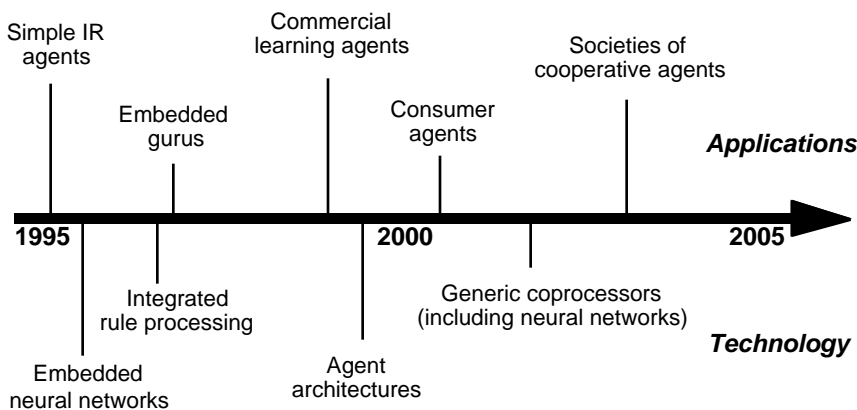 Simple IR
agents
Commercial
learning agents
Societies of
cooperative agents
Embedded
gurus
Consumer
agents
Applications
1995
2000
2005
Integrated
rule processing
Generic coprocessors
(including neural networks)
Technology
Embedded
neural networks
Agent
architectures